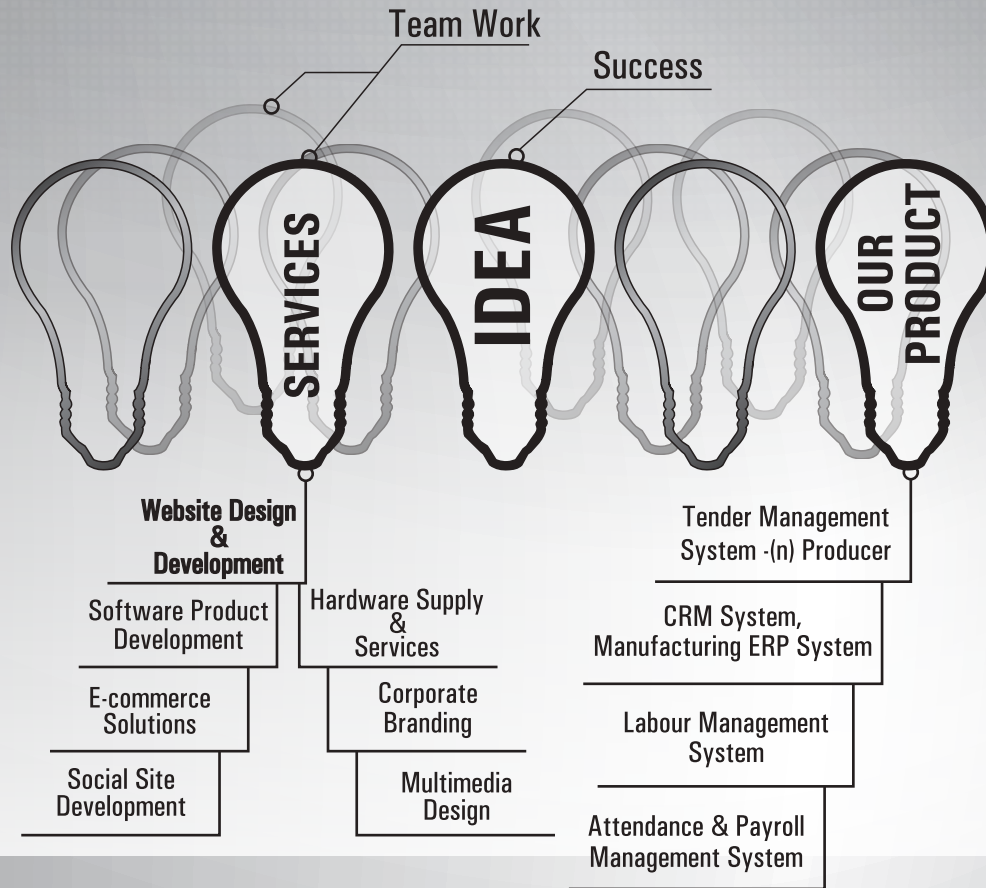 Team Work
Success
SERVICES
IDEA
OUR
PRODUCT
Website Design
&
Development
Software Product
Development
E-commerce
Solutions
Social Site
Development
Hardware Supply
&
Services
Corporate
Branding
Multimedia
Design
Tender Management
System -(n) Producer
CRM System,
Manufacturing ERP System
Labour Management
System
Attendance & Payroll
Management System